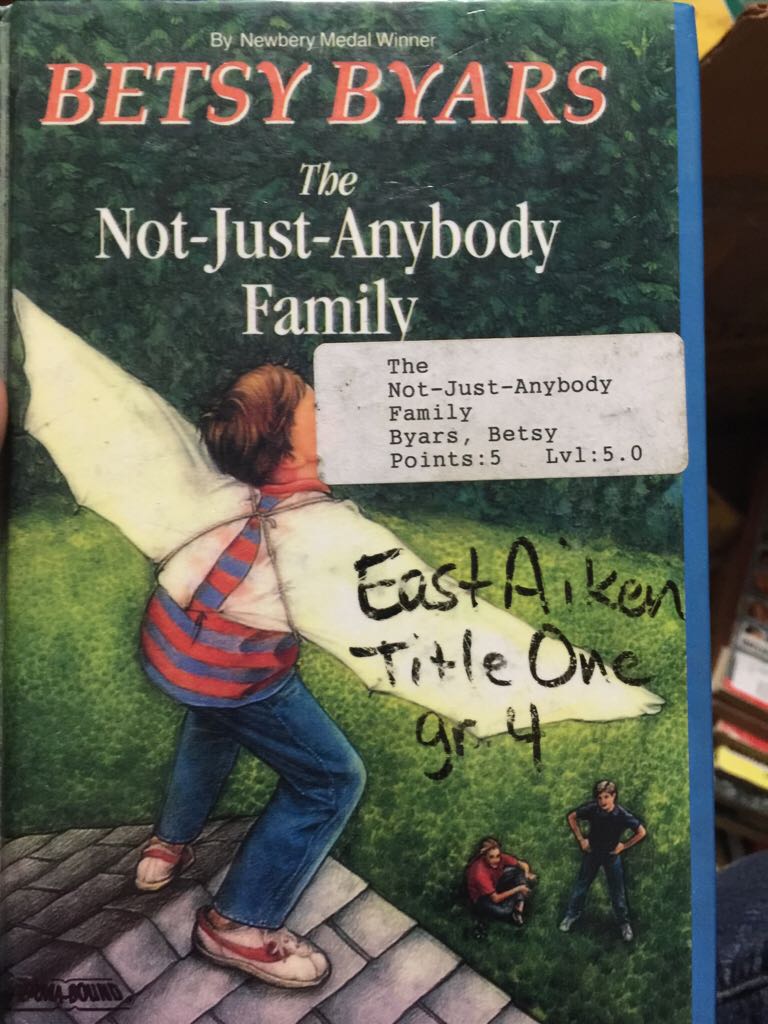 By Newbery Medal Winner
BETSY BYARS
The
Not-Just-Anybody
Family
The
Not-Just-Anybody
Family
Byars, Betsy
Points:5 Lvl:5.0
East Aiken
Title One
gr. 4